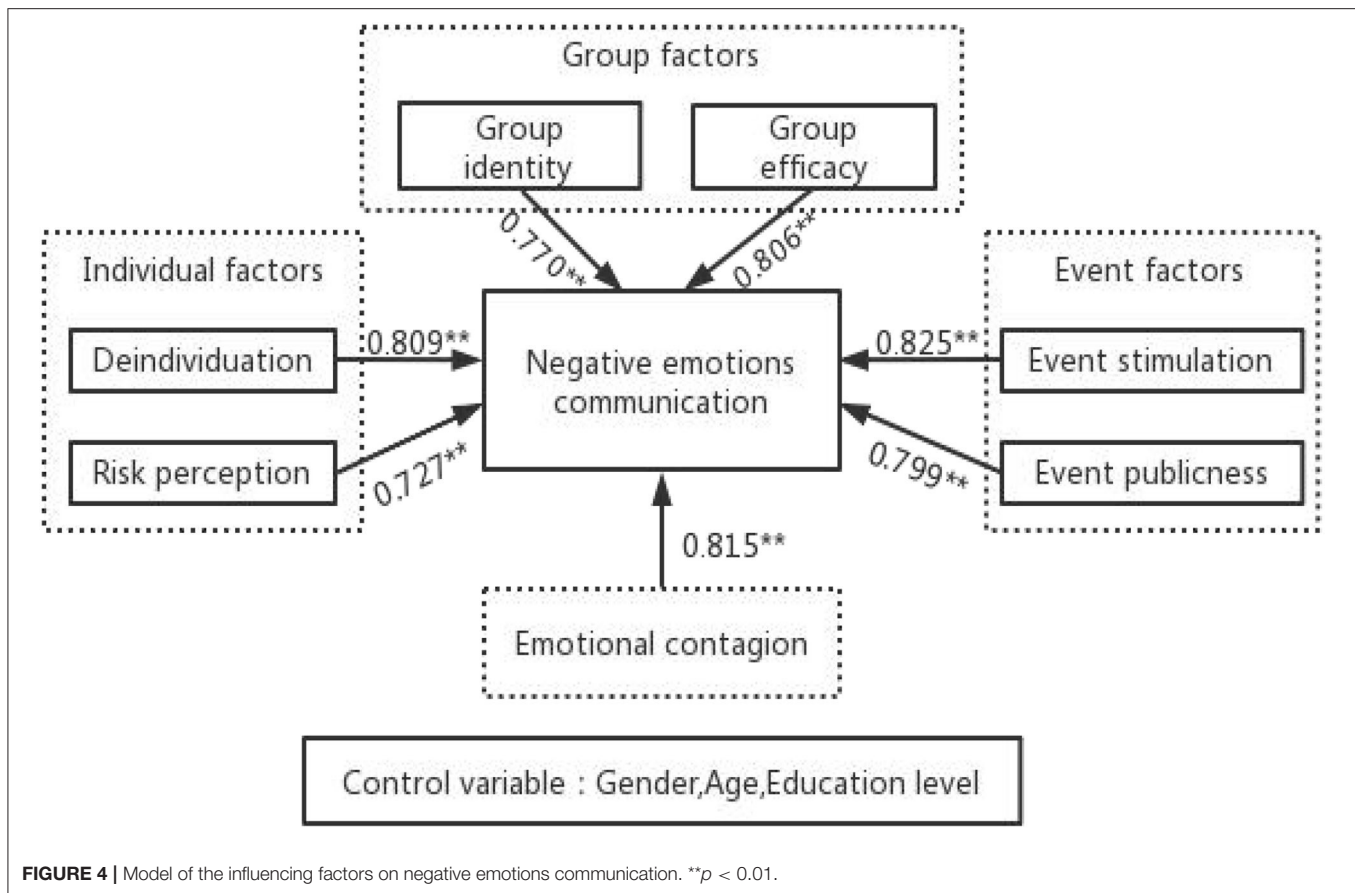 Group factors
Group
identity
Group
efficacy
0.770**
0.806**
Individual factors
Deindividuation
Risk perception
0.809**
0.727**
Negative emotions
communication
Event factors
0.825**
Event stimulation
0.799**
Event publicness
0.815**
Emotional contagion
Control variable : Gender,Age,Education level
FIGURE 4 | Model of the influencing factors on negative emotions communication. **p < 0.01.